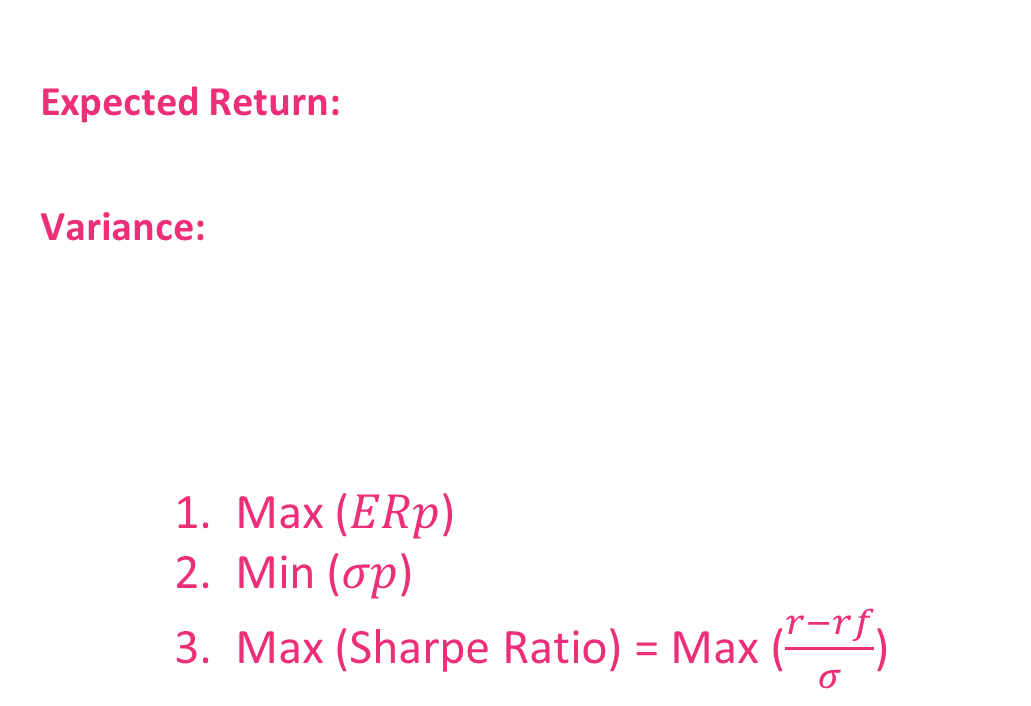 Expected Return:
Variance:
1. Max (ERp)
2. Min (σp)
3. Max (Sharpe Ratio) = Max (r−rf/σ)